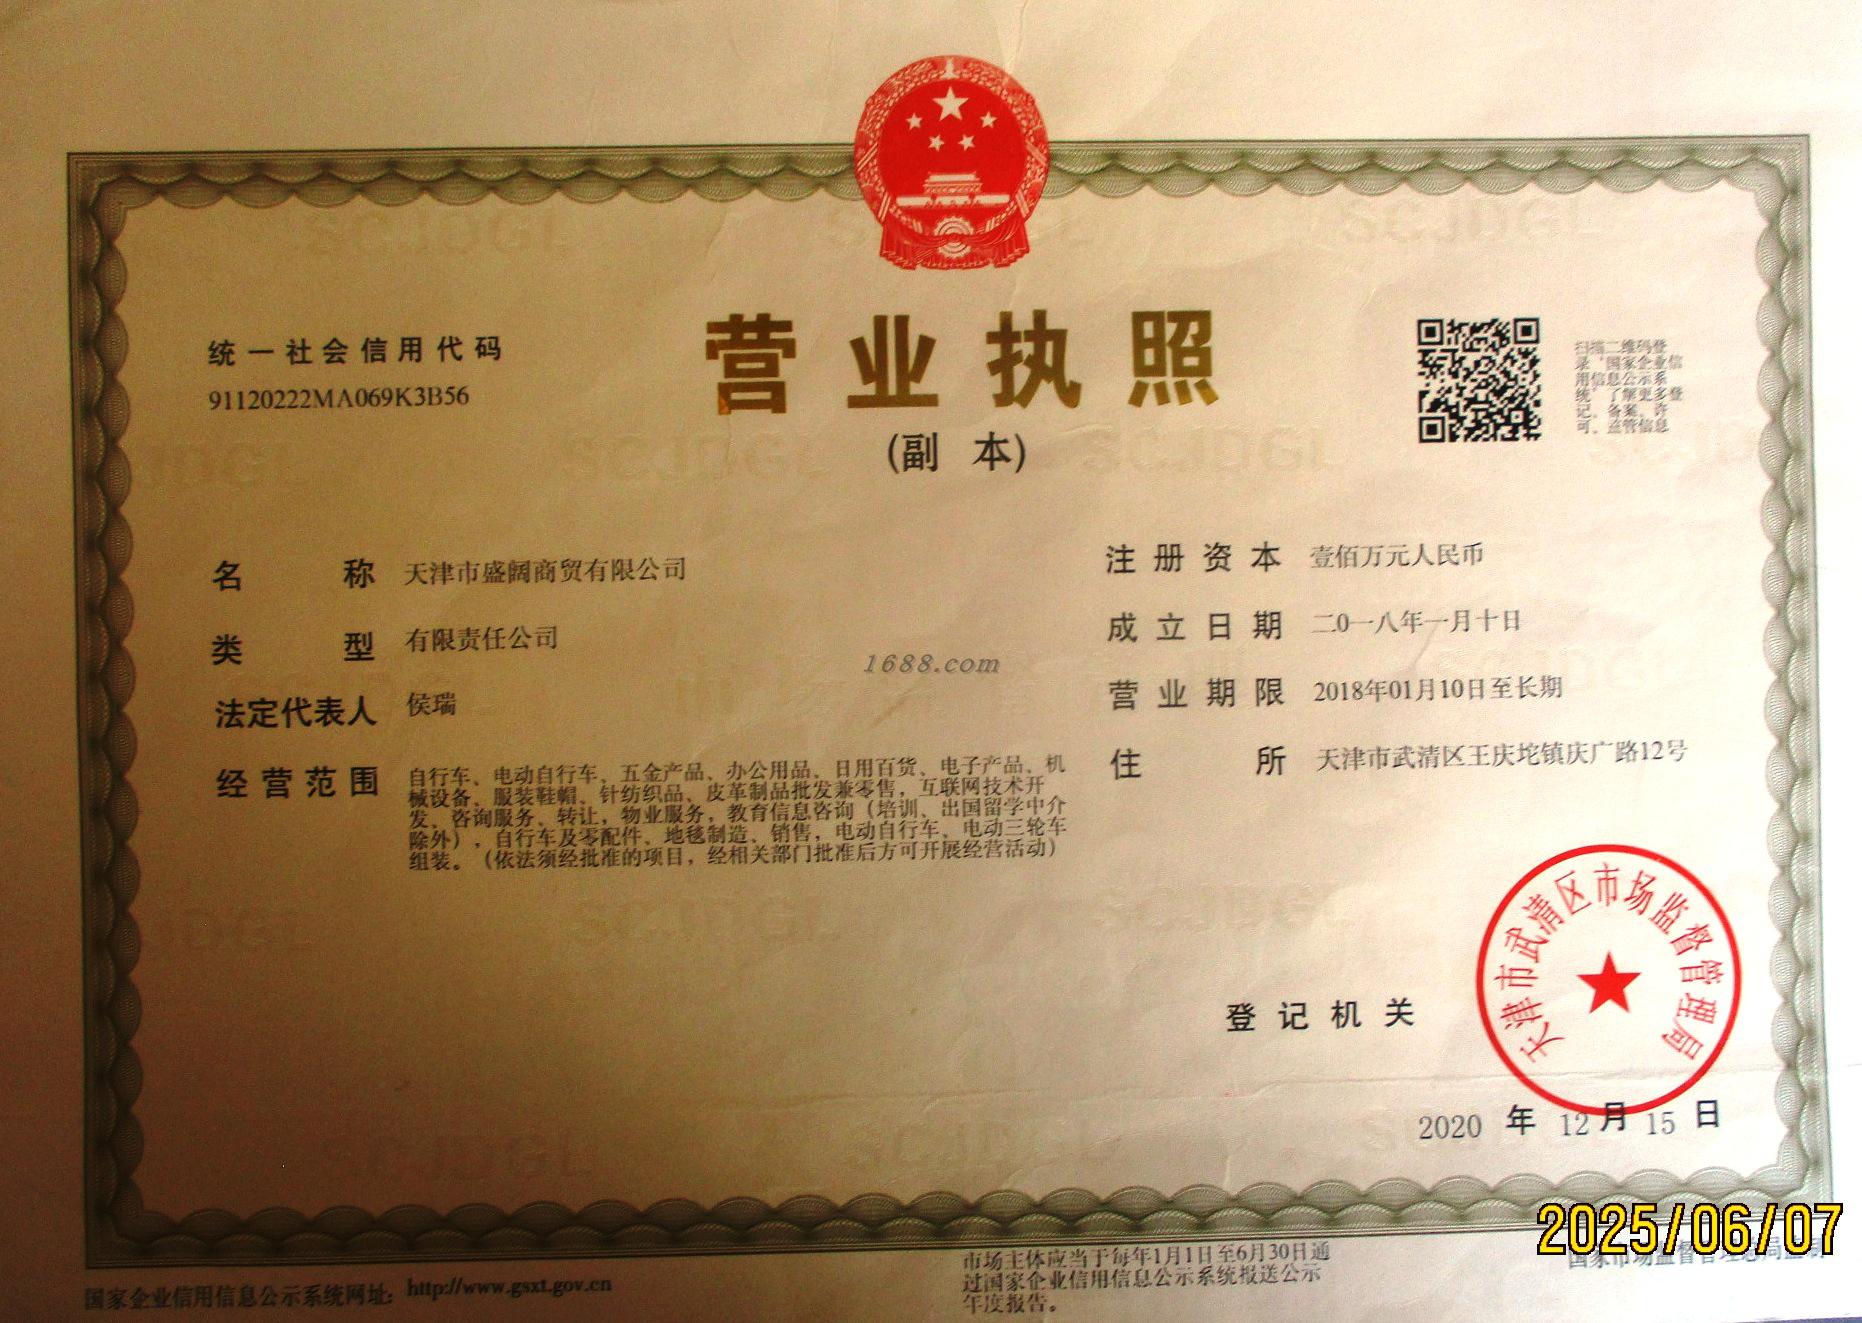 统一社会信用代码
91120222MA069K3B56
营业执照
(副 本)
扫描二维码登
录‘国家企业信
用信息公示系
统’了解更多登
记、备案、许
可、监管信息
名 称 天津市盛阔商贸有限公司
类 型 有限责任公司
法定代表人 侯瑞
经营范围 自行车、电动自行车、五金产品、办公用品、日用百货、电子产品、机
械设备、服装鞋帽、针纺织品、皮革制品批发兼零售，互联网技术开
发、咨询服务、转让，物业服务，教育信息咨询（培训、出国留学中介
除外），自行车及零配件、地毯制造、销售，电动自行车、电动三轮车
组装。（依法须经批准的项目，经相关部门批准后方可开展经营活动）
注册资本 壹佰万元人民币
成立日期 二0一八年一月十日
营业期限 2018年01月10日至长期
住 所 天津市武清区王庆坨镇庆广路12号
1688.com
登记机关
天津市武清区市场监督管理局
2020 年 12 月 15 日
2025/06/07
国家企业信用信息公示系统网址：http://www.gsxt.gov.cn
市场主体应当于每年1月1日至6月30日通
过国家企业信用信息公示系统报送公示
年度报告。
国家市场监督管理总局监制